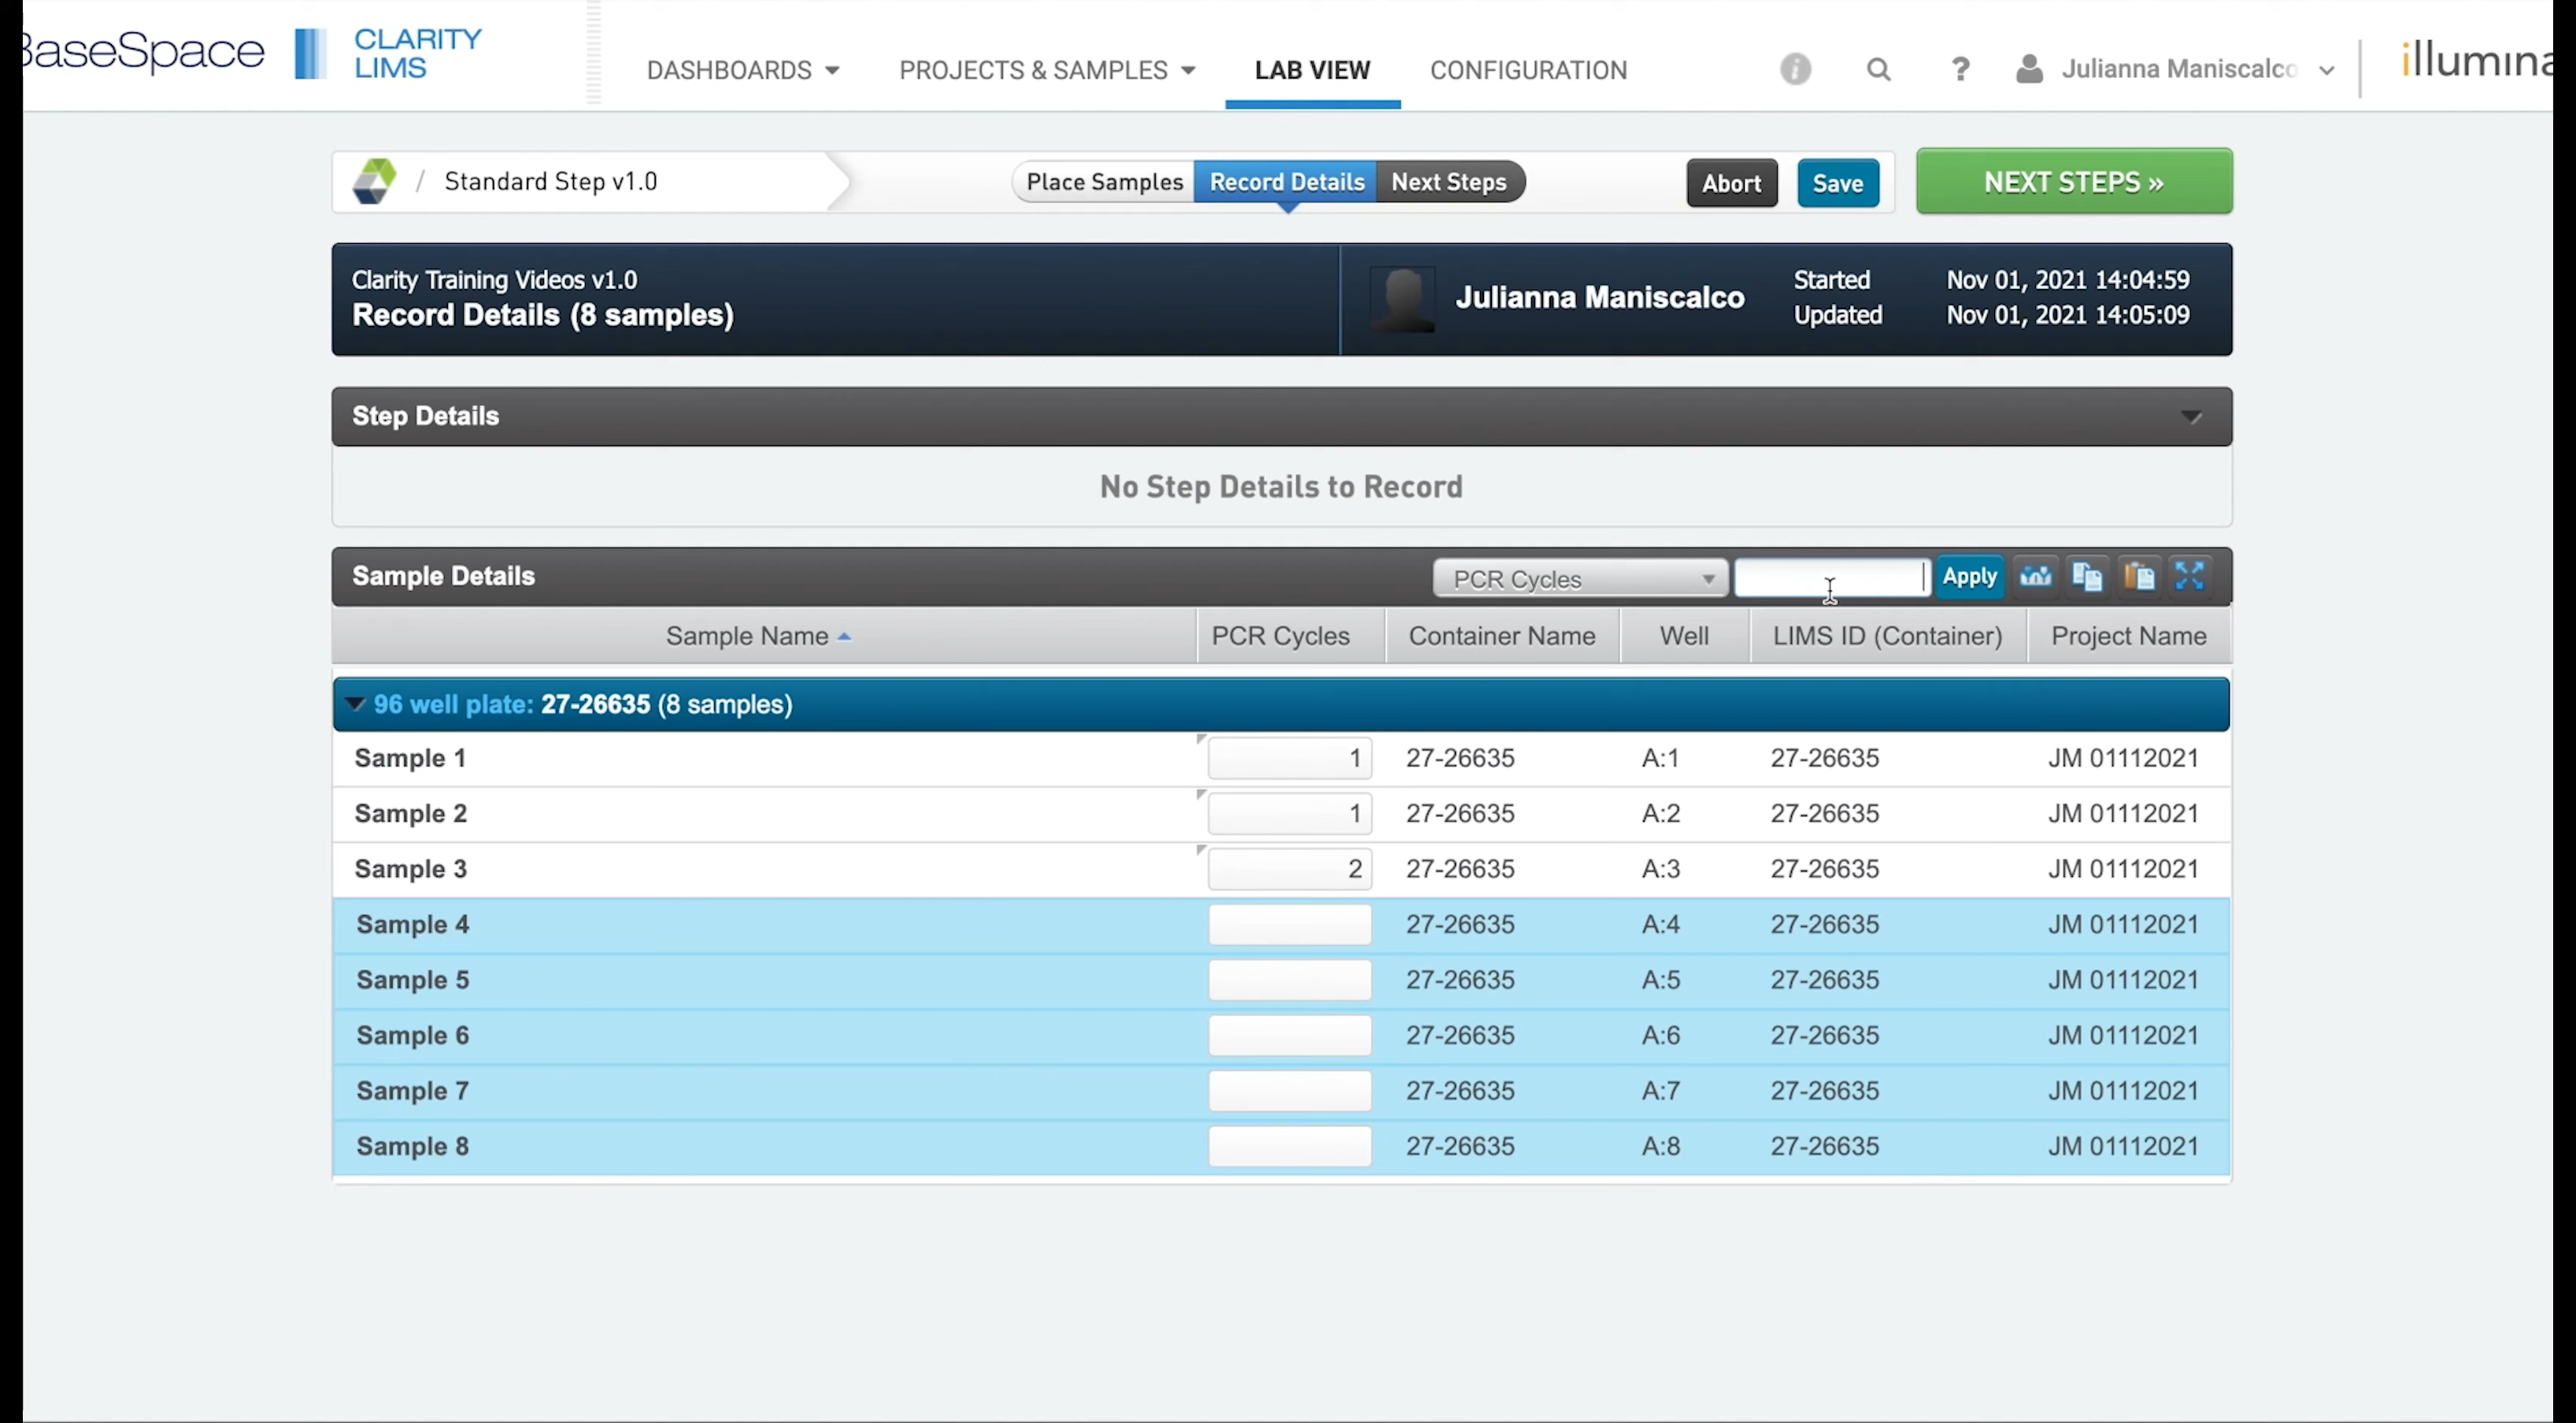 BaseSpace CLARITY LIMS DASHBOARDS PROJECTS & SAMPLES LAB VIEW CONFIGURATION ? Julianna Maniscalco illumina
/ Standard Step v1.0 Place Samples Record Details Next Steps Abort Save NEXT STEPS »
Clarity Training Videos v1.0
Record Details (8 samples)
Julianna Maniscalco
Started Nov 01, 2021 14:04:59
Updated Nov 01, 2021 14:05:09
Step Details
No Step Details to Record
Sample Details PCR Cycles Apply
Sample Name PCR Cycles Container Name Well LIMS ID (Container) Project Name
96 well plate: 27-26635 (8 samples)
Sample 1 1 27-26635 A:1 27-26635 JM 01112021
Sample 2 1 27-26635 A:2 27-26635 JM 01112021
Sample 3 2 27-26635 A:3 27-26635 JM 01112021
Sample 4 27-26635 A:4 27-26635 JM 01112021
Sample 5 27-26635 A:5 27-26635 JM 01112021
Sample 6 27-26635 A:6 27-26635 JM 01112021
Sample 7 27-26635 A:7 27-26635 JM 01112021
Sample 8 27-26635 A:8 27-26635 JM 01112021